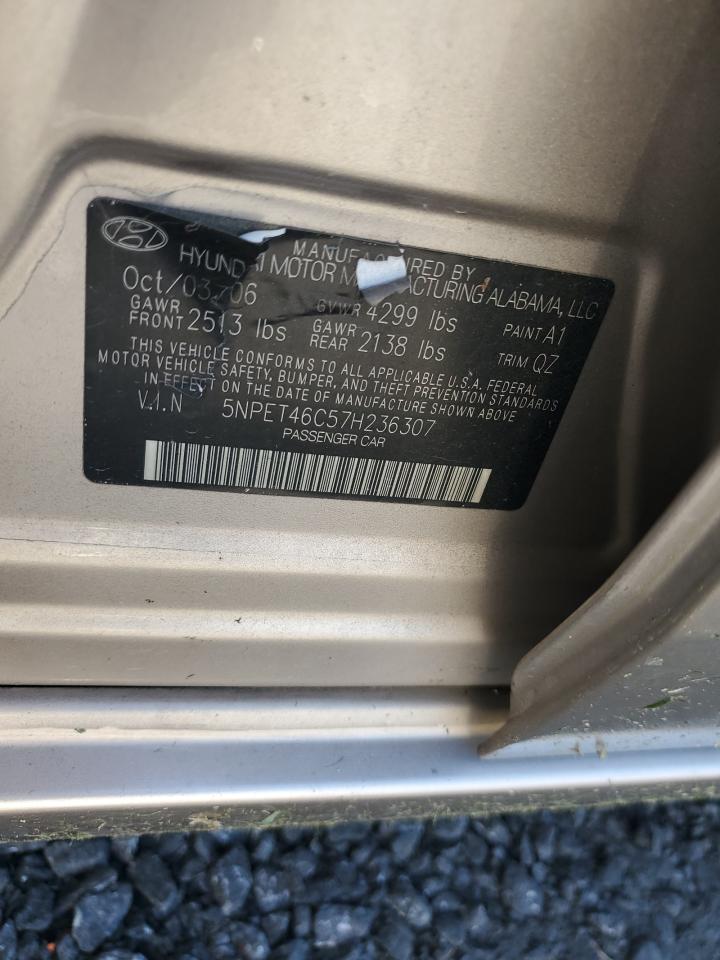 MANUFACTURED BY
HYUNDAI MOTOR MANUFACTURING ALABAMA, LLC
Oct/03/06
GVWR 4299 lbs
PAINT A1
GAWR FRONT 2513 lbs
GAWR REAR 2138 lbs
TRIM QZ
THIS VEHICLE CONFORMS TO ALL APPLICABLE U.S.A. FEDERAL
MOTOR VEHICLE SAFETY, BUMPER, AND THEFT PREVENTION STANDARDS
IN EFFECT ON THE DATE OF MANUFACTURE SHOWN ABOVE
V.I.N 5NPET46C57H236307
PASSENGER CAR